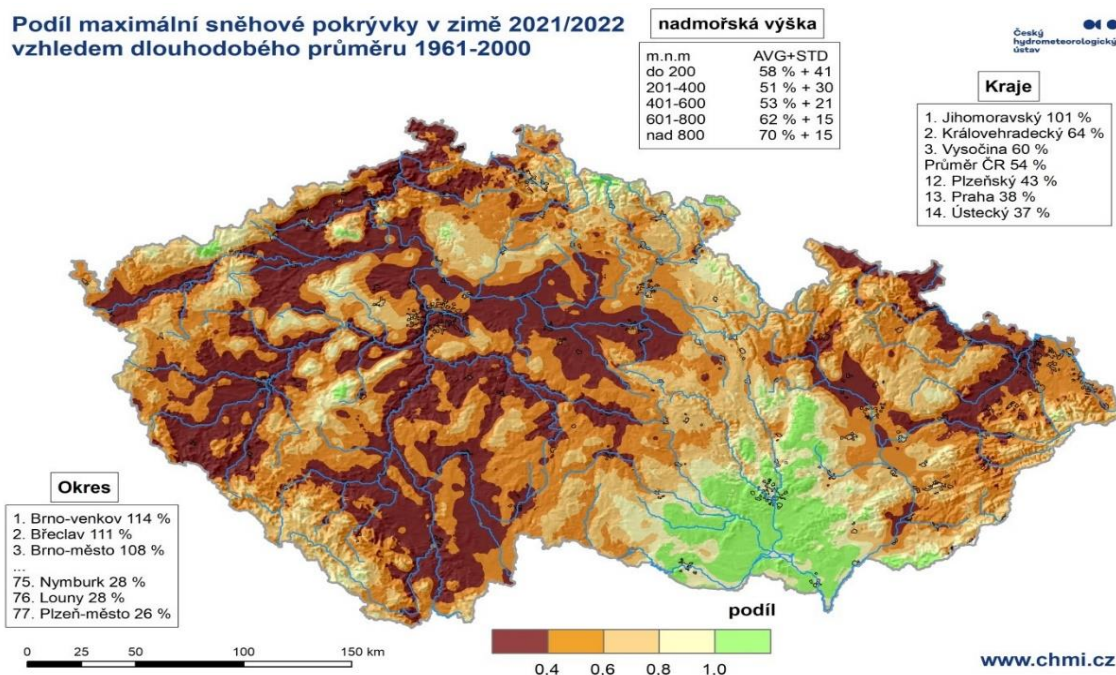 Podíl maximální sněhové pokrývky v zimě 2021/2022
vzhledem dlouhodobého průměru 1961-2000
nadmořská výška
m.n.m AVG+STD
do 200 58 % + 41
201-400 51 % + 30
401-600 53 % + 21
601-800 62 % + 15
nad 800 70 % + 15
Český
hydrometeorologický
ústav
Kraje
1. Jihomoravský 101 %
2. Královehradecký 64 %
3. Vysočina 60 %
Průměr ČR 54 %
12. Plzeňský 43 %
13. Praha 38 %
14. Ústecký 37 %
Okres
1. Brno-venkov 114 %
2. Břeclav 111 %
3. Brno-město 108 %
...
75. Nymburk 28 %
76. Louny 28 %
77. Plzeň-město 26 %
0 25 50 100 150 km
podíl
0.4 0.6 0.8 1.0
www.chmi.cz